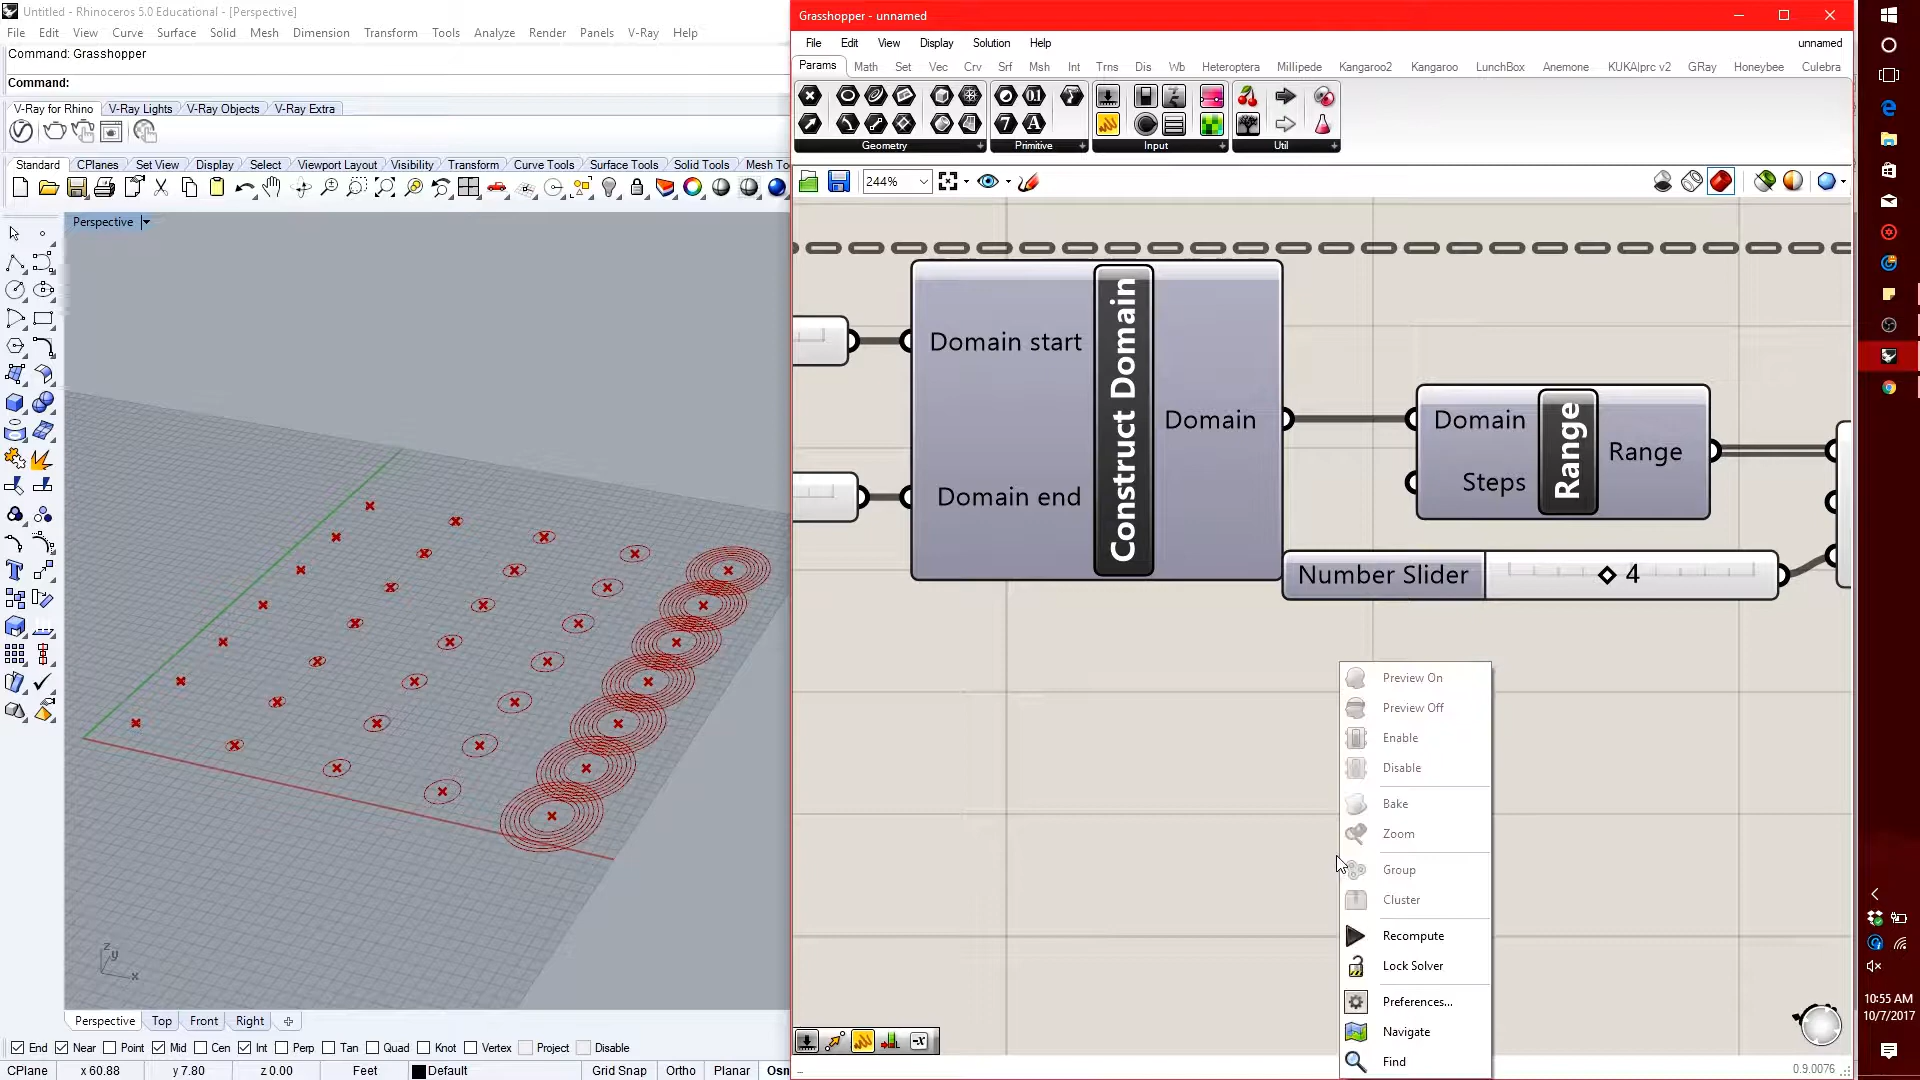 Untitled - Rhinoceros 5.0 Educational - [Perspective]
File Edit View Curve Surface Solid Mesh Dimension Transform Tools Analyze Render Panels V-Ray Help
Command: Grasshopper
Command:
V-Ray for Rhino V-Ray Lights V-Ray Objects V-Ray Extra
Standard CPlanes Set View Display Select Viewport Layout Visibility Transform Curve Tools Surface Tools Solid Tools Mesh To
Perspective
z
y
x
Perspective Top Front Right
End Near Point Mid Cen Int Perp Tan Quad Knot Vertex Project Disable
CPlane x 60.88 y 7.80 z 0.00 Feet Default Grid Snap Ortho Planar Osn
Grasshopper - unnamed
File Edit View Display Solution Help unnamed
Params Math Set Vec Crv Srf Msh Int Trns Dis Wb Heteroptera Millipede Kangaroo2 Kangaroo LunchBox Anemone KUKA|prc v2 GRay Honeybee Culebra
Geometry Primitive Input Util
244%
Domain start
Domain end
Construct Domain
Domain
Domain
Steps
Range
Range
Number Slider 4
Preview On
Preview Off
Enable
Disable
Bake
Zoom
Group
Cluster
Recompute
Lock Solver
Preferences...
Navigate
Find
0.9.0076
10:55 AM
10/7/2017